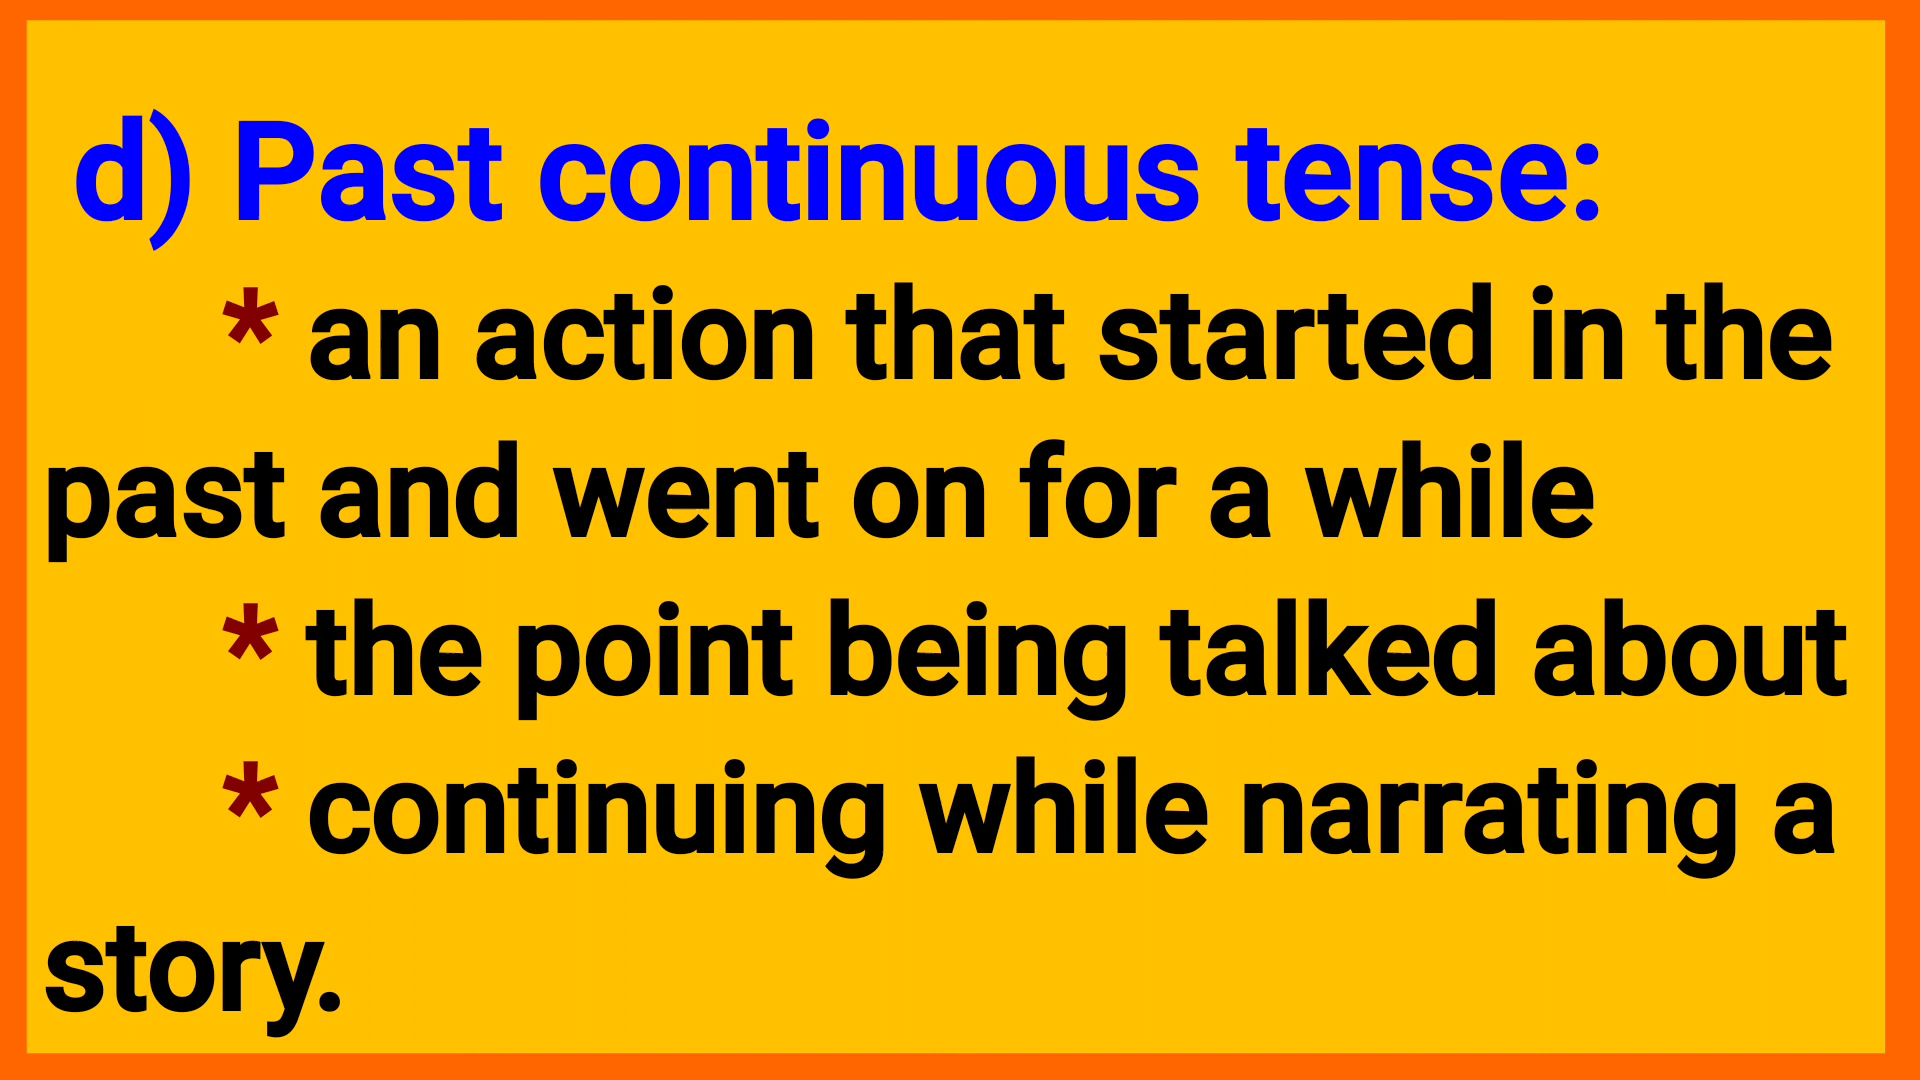 d) Past continuous tense:
* an action that started in the
past and went on for a while
* the point being talked about
* continuing while narrating a
story.